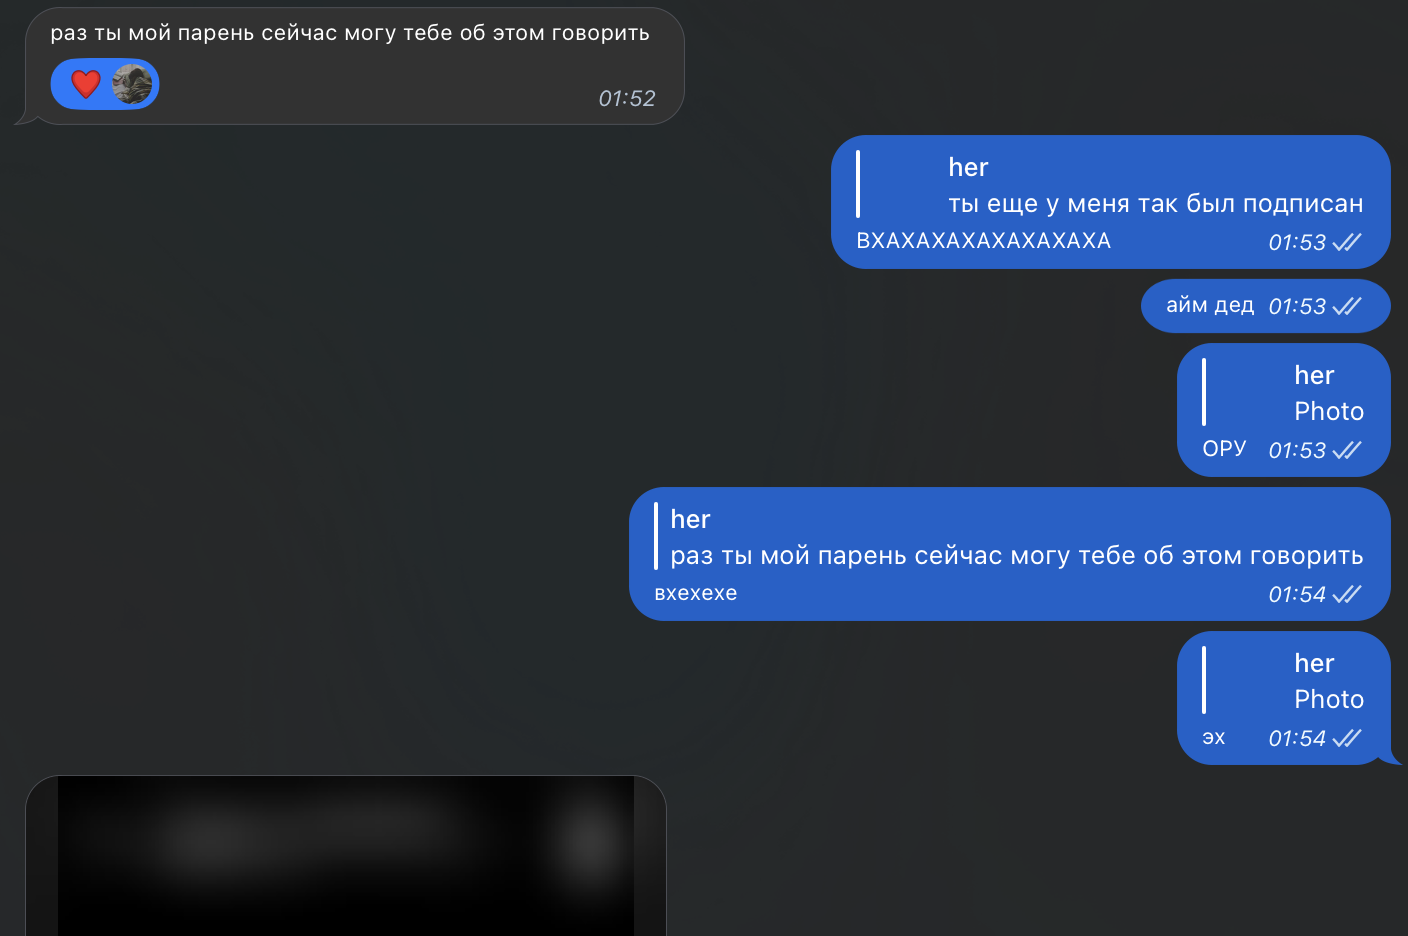 раз ты мой парень сейчас могу тебе об этом говорить
01:52
her
ты еще у меня так был подписан
ВХАХАХАХАХАХАХАХА 01:53
айм дед 01:53
her
Photo
ОРУ 01:53
her
раз ты мой парень сейчас могу тебе об этом говорить
вхехехе 01:54
her
Photo
эх 01:54